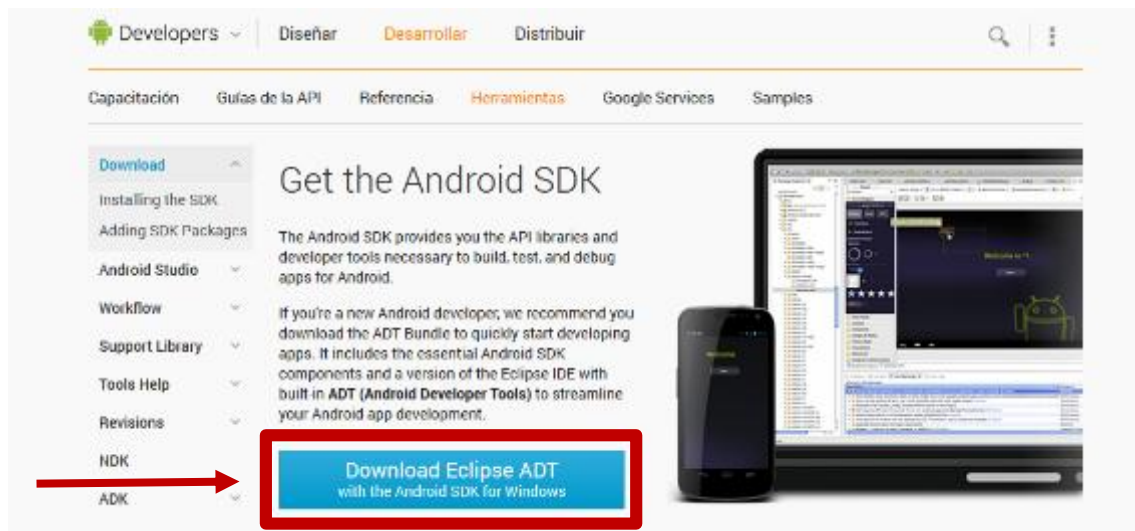 Developers
Diseñar
Desarrollar
Distribuir
Capacitación
Guías de la API
Referencia
Herramientas
Google Services
Samples
Download
Installing the SDK
Adding SDK Packages
Android Studio
Workflow
Support Library
Tools Help
Revisions
NDK
ADK
Get the Android SDK
The Android SDK provides you the API libraries and
developer tools necessary to build, test, and debug
apps for Android.
If you're a new Android developer, we recommend you
download the ADT Bundle to quickly start developing
apps. It includes the essential Android SDK
components and a version of the Eclipse IDE with
built-in ADT (Android Developer Tools) to streamline
your Android app development.
Download Eclipse ADT
with the Android SDK for Windows